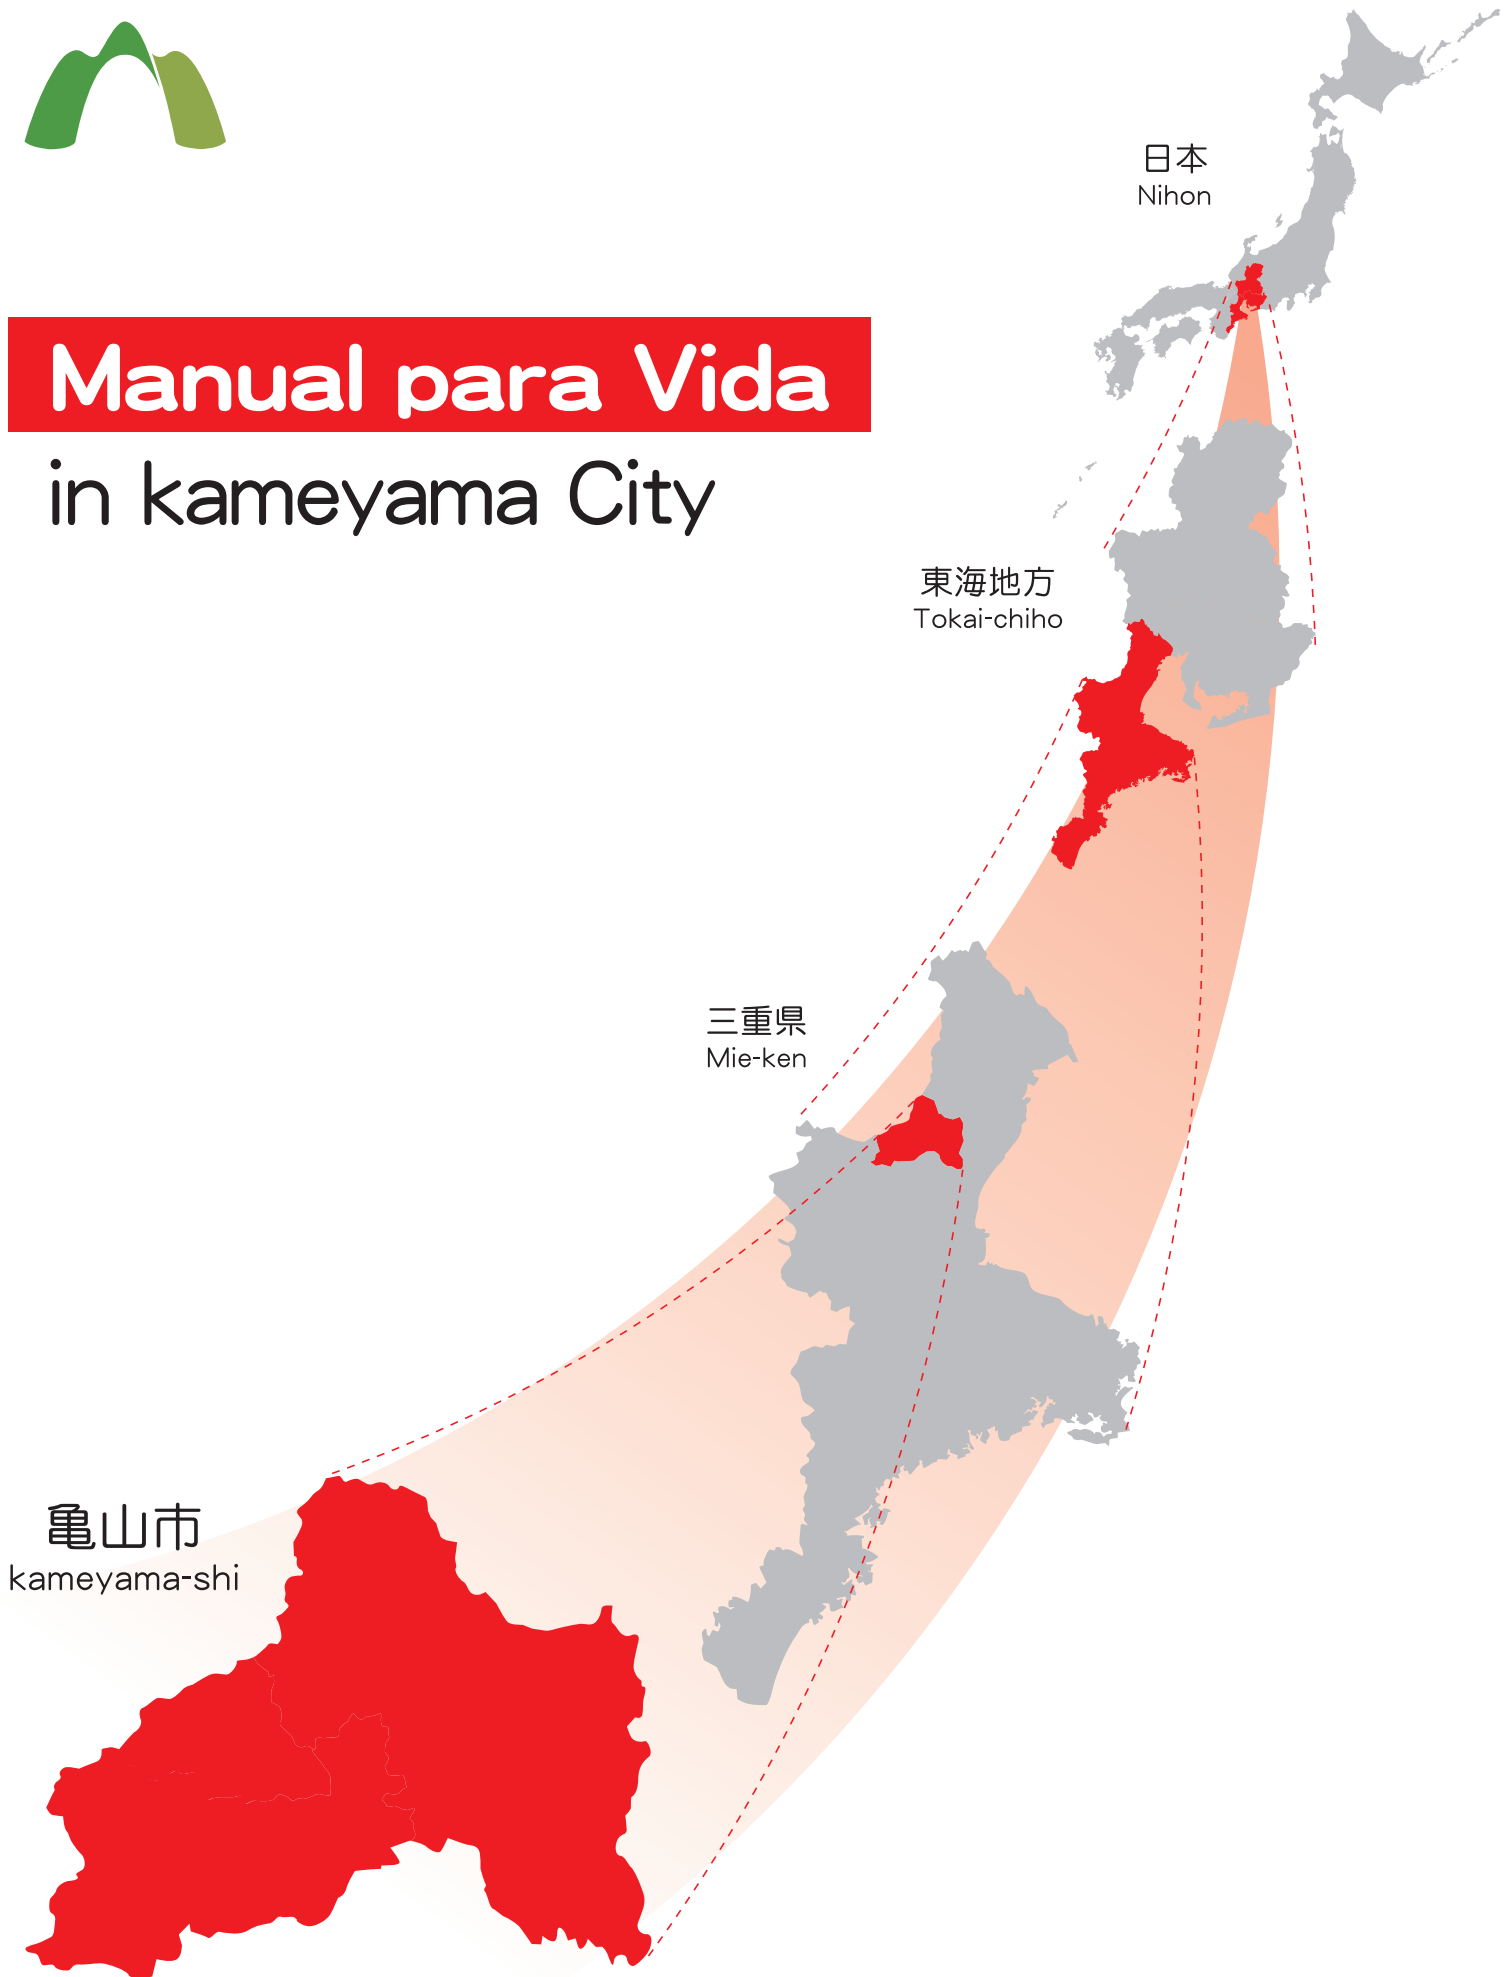 日本
Nihon
Manual para Vida
in kameyama City
東海地方
Tokai-chiho
三重県
Mie-ken
亀山市
kameyama-shi